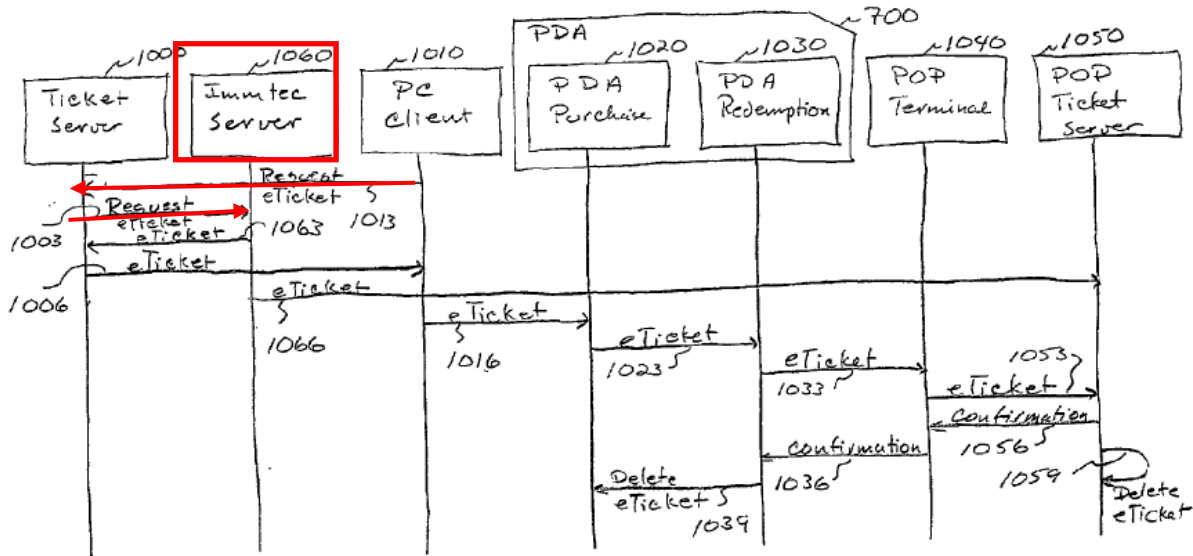 700
PDA
1000
1060
1010
1020
1030
1040
1050
Ticket
Server
Immtec
Server
PC
Client
PDA
Purchase
PDA
Redemption
POP
Terminal
POP
Ticket
Server
Request
eTicket
1013
Request
eTicket
1003
eTicket
1063
eTicket
1006
eTicket
1066
eTicket
1016
eTicket
1023
eTicket
1033
1053
eTicket
confirmation
1056
confirmation
1036
1059
Delete
eTicket
1039
Delete
eTicket